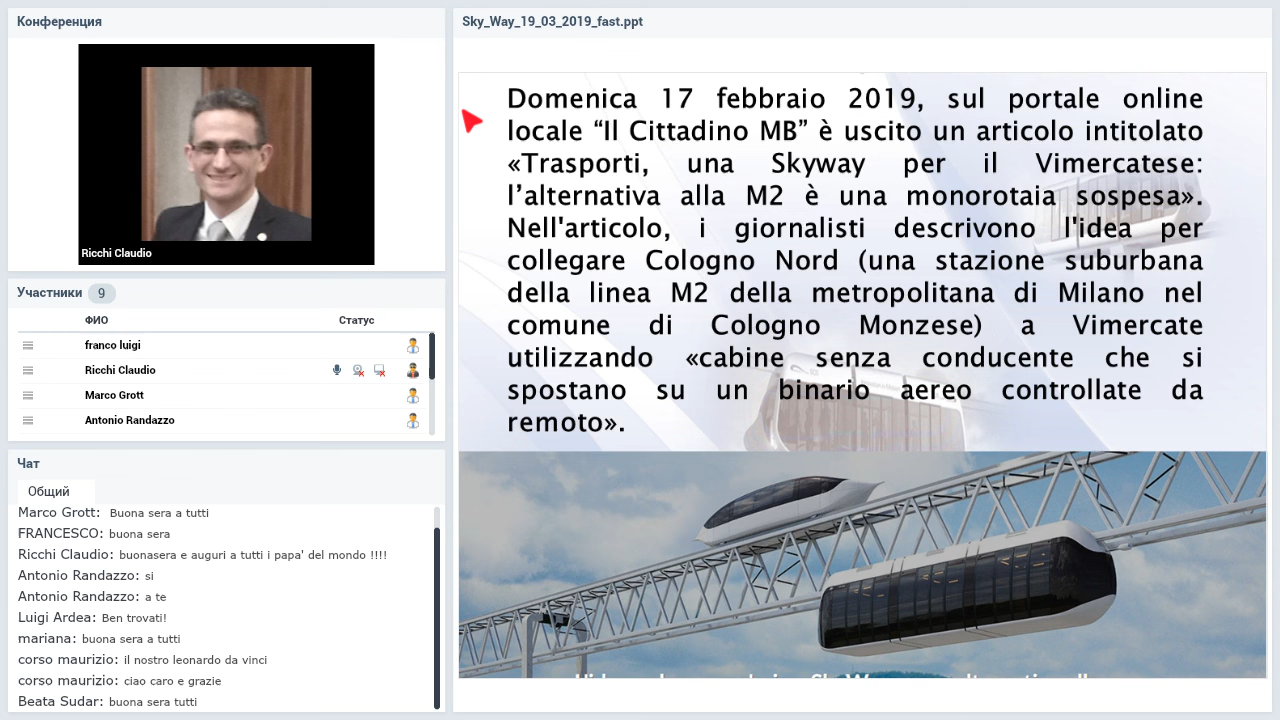 Конференция
Ricchi Claudio
Участники 9
ФИО Статус
franco luigi
Ricchi Claudio
Marco Grott
Antonio Randazzo
Чат
Общий
Marco Grott: Buona sera a tutti
FRANCESCO: buona sera
Ricchi Claudio: buonasera e auguri a tutti i papa' del mondo !!!!
Antonio Randazzo: si
Antonio Randazzo: a te
Luigi Ardea: Ben trovati!
mariana: buona sera a tutti
corso maurizio: il nostro leonardo da vinci
corso maurizio: ciao caro e grazie
Beata Sudar: buona sera tutti
Sky_Way_19_03_2019_fast.ppt
Domenica 17 febbraio 2019, sul portale online
locale “Il Cittadino MB” è uscito un articolo intitolato
«Trasporti, una Skyway per il Vimercatese:
l’alternativa alla M2 è una monorotaia sospesa».
Nell'articolo, i giornalisti descrivono l'idea per
collegare Cologno Nord (una stazione suburbana
della linea M2 della metropolitana di Milano nel
comune di Cologno Monzese) a Vimercate
utilizzando «cabine senza conducente che si
spostano su un binario aereo controllate da
remoto».